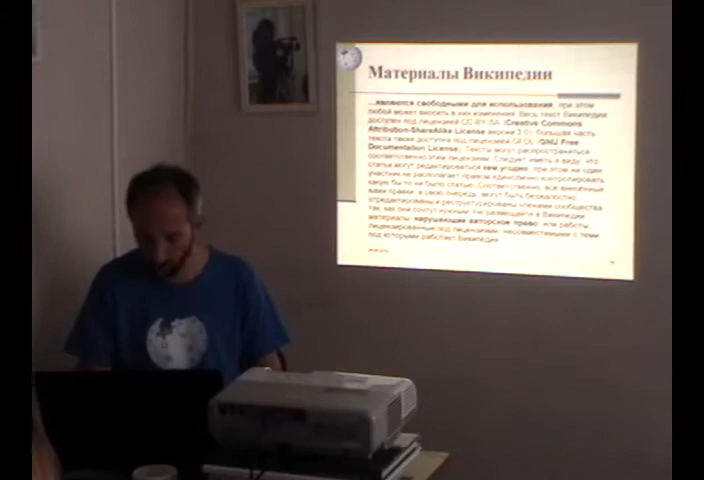 Материалы Википедии
...являются свободными для использования, при этом
любой может вносить в них изменения. Весь текст Википедии
доступен под лицензией CC-BY-SA (Creative Commons
Attribution-ShareAlike License версии 3.0), большая часть
текста также доступна под лицензией GFDL (GNU Free
Documentation License). Тексты могут распространяться
соответственно этим лицензиям. Следует иметь в виду, что
статьи могут редактироваться кем угодно, при этом ни один
участник не располагает правом единолично контролировать
какую бы то ни было статью. Соответственно, все внесённые
вами правки, в свою очередь, могут быть безжалостно
отредактированы и реструктурированы членами сообщества
так, как они сочтут нужным. Не размещайте в Википедии
материалы, нарушающие авторское право, или работы,
лицензированные под лицензиями, несовместимыми с теми,
под которыми работает Википедия